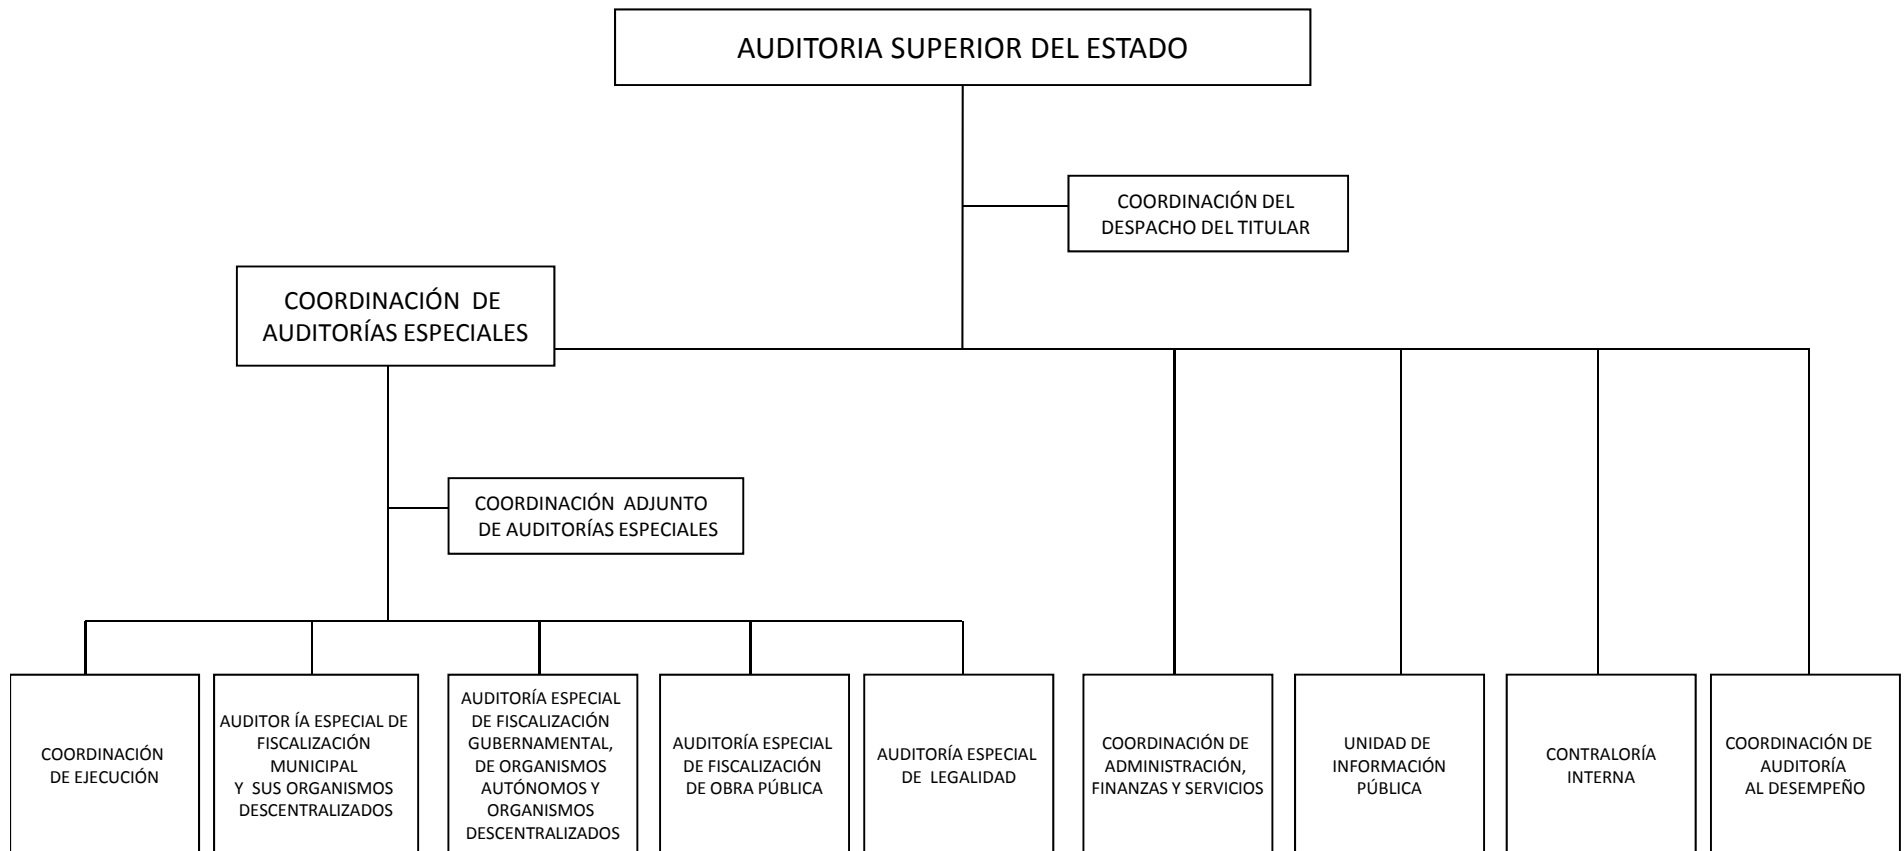 AUDITORIA SUPERIOR DEL ESTADO
COORDINACIÓN DEL
DESPACHO DEL TITULAR
COORDINACIÓN DE
AUDITORÍAS ESPECIALES
COORDINACIÓN ADJUNTO
DE AUDITORÍAS ESPECIALES
COORDINACIÓN
DE EJECUCIÓN
AUDITOR ÍA ESPECIAL DE
FISCALIZACIÓN
MUNICIPAL
Y SUS ORGANISMOS
DESCENTRALIZADOS
AUDITORÍA ESPECIAL
DE FISCALIZACIÓN
GUBERNAMENTAL,
DE ORGANISMOS
AUTÓNOMOS Y
ORGANISMOS
DESCENTRALIZADOS
AUDITORÍA ESPECIAL
DE FISCALIZACIÓN
DE OBRA PÚBLICA
AUDITORÍA ESPECIAL
DE LEGALIDAD
COORDINACIÓN DE
ADMINISTRACIÓN,
FINANZAS Y SERVICIOS
UNIDAD DE
INFORMACIÓN
PÚBLICA
CONTRALORÍA
INTERNA
COORDINACIÓN DE
AUDITORÍA
AL DESEMPEÑO